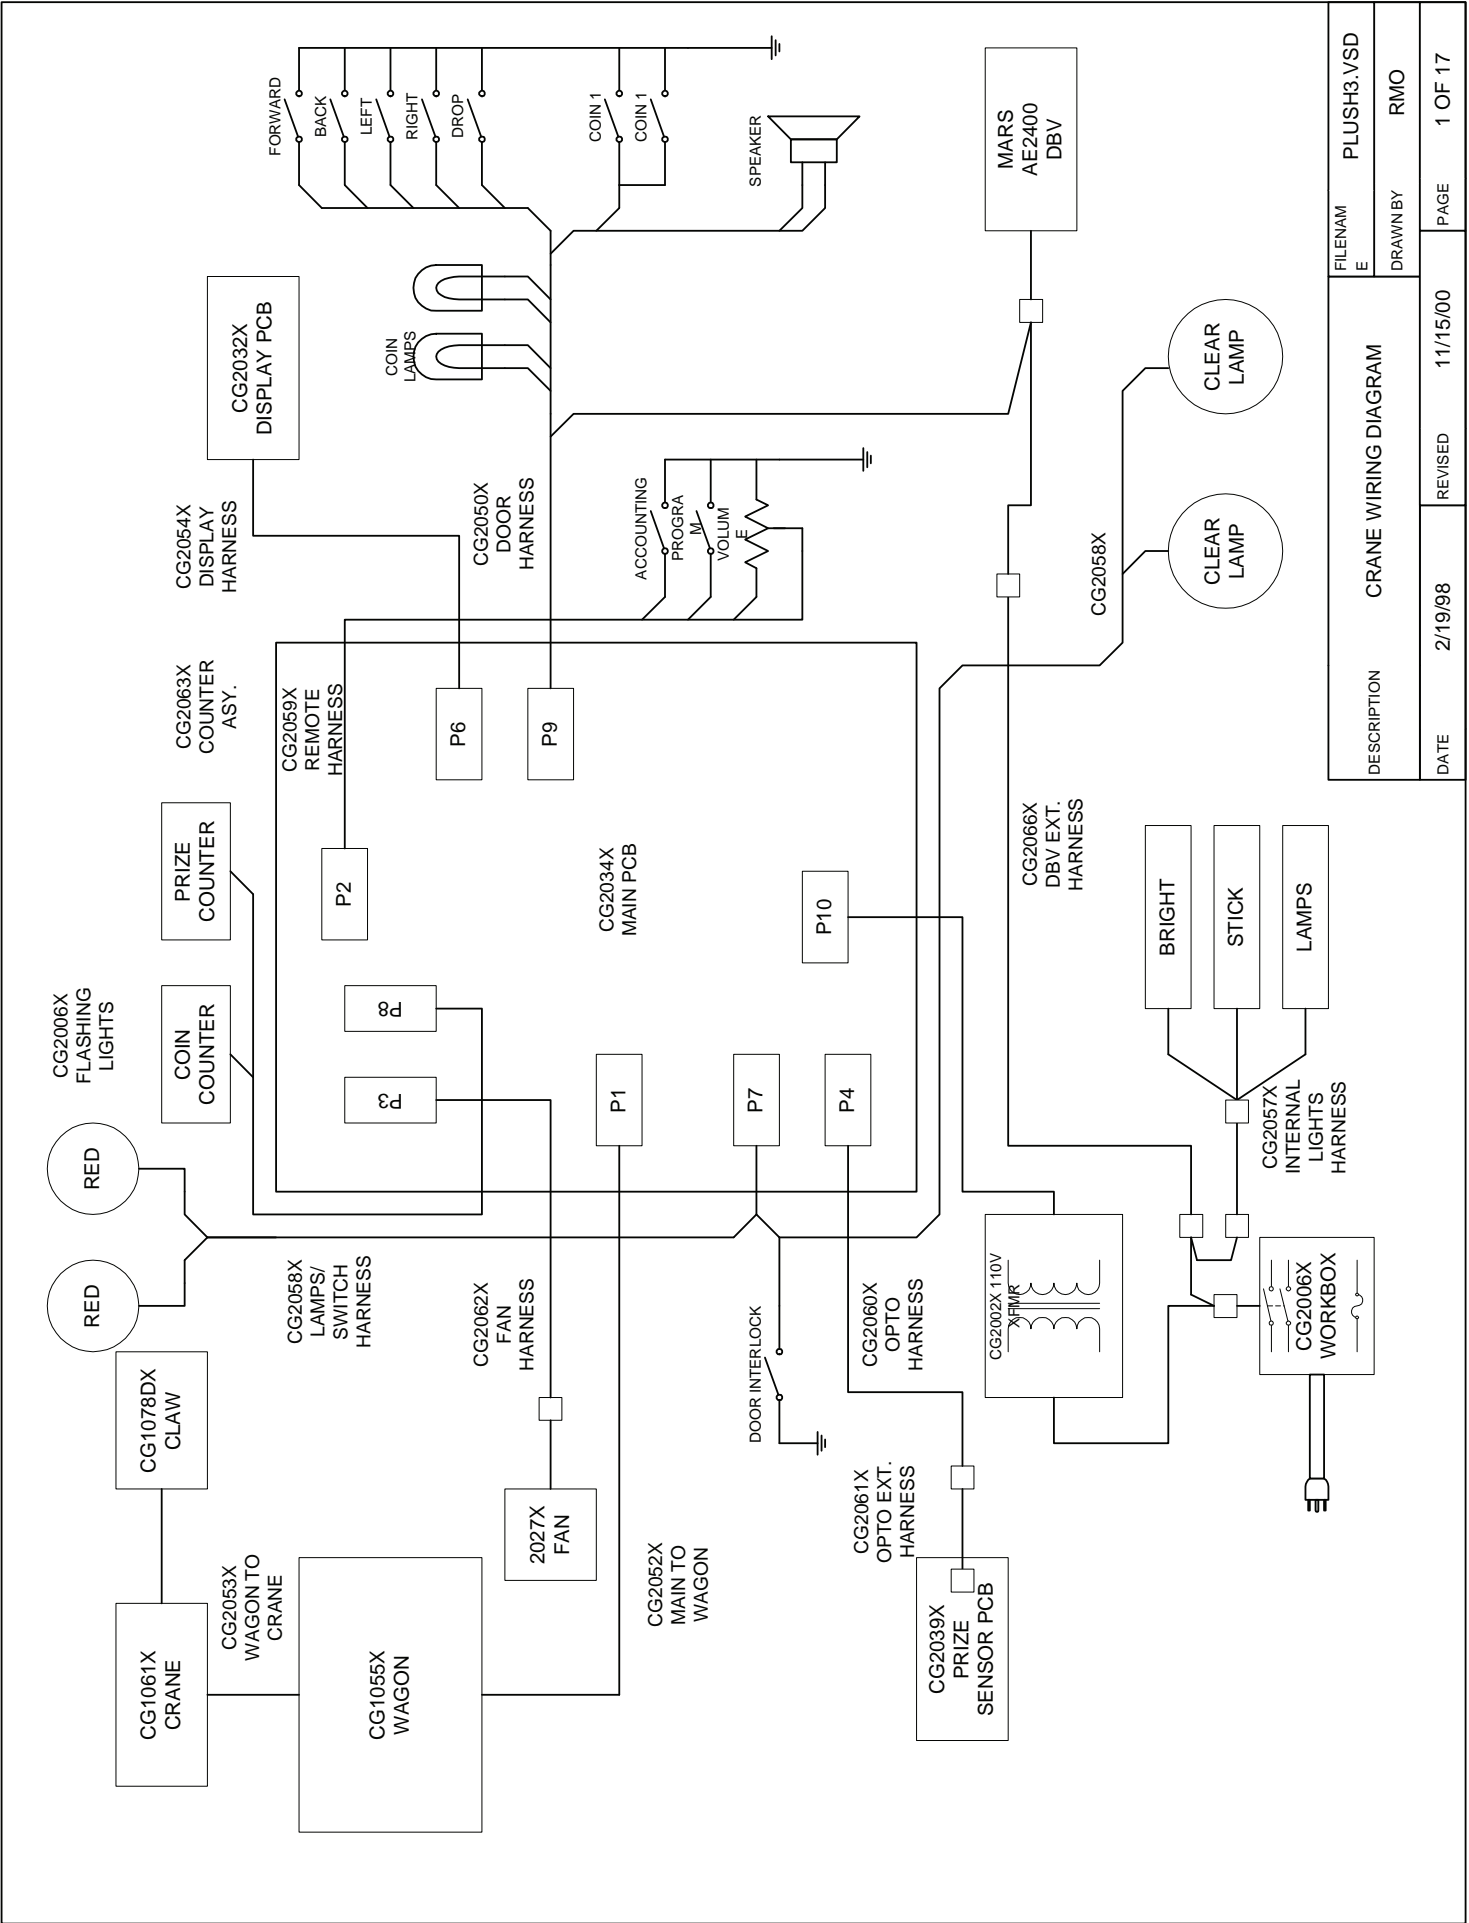 CG1061X
CRANE
CG1078DX
CLAW
RED
RED
CG2006X
FLASHING
LIGHTS
COIN
COUNTER
PRIZE
COUNTER
CG2063X
COUNTER
ASY.
CG2054X
DISPLAY
HARNESS
CG2032X
DISPLAY PCB
FORWARD
BACK
LEFT
RIGHT
DROP
COIN
LAMPS
CG2053X
WAGON TO
CRANE
CG1055X
WAGON
CG2058X
LAMPS/
SWITCH
HARNESS
P3
P8
P2
CG2059X
REMOTE
HARNESS
P6
P9
CG2050X
DOOR
HARNESS
COIN 1
COIN 1
SPEAKER
2027X
FAN
CG2062X
FAN
HARNESS
P1
CG2034X
MAIN PCB
ACCOUNTING
PROGRA
M
VOLUM
E
CG2052X
MAIN TO
WAGON
DOOR INTERLOCK
P7
P4
P10
CG2060X
OPTO
HARNESS
CG2061X
OPTO EXT.
HARNESS
CG2039X
PRIZE
SENSOR PCB
CG2002X 110V
XFMR
CG2066X
DBV EXT.
HARNESS
MARS
AE2400
DBV
CG2058X
CLEAR
LAMP
CLEAR
LAMP
BRIGHT
STICK
LAMPS
CG2057X
INTERNAL
LIGHTS
HARNESS
CG2006X
WORKBOX
DESCRIPTION
CRANE WIRING DIAGRAM
FILENAM
E
PLUSH3.VSD
DRAWN BY
RMO
DATE
2/19/98
REVISED
11/15/00
PAGE
1 OF 17